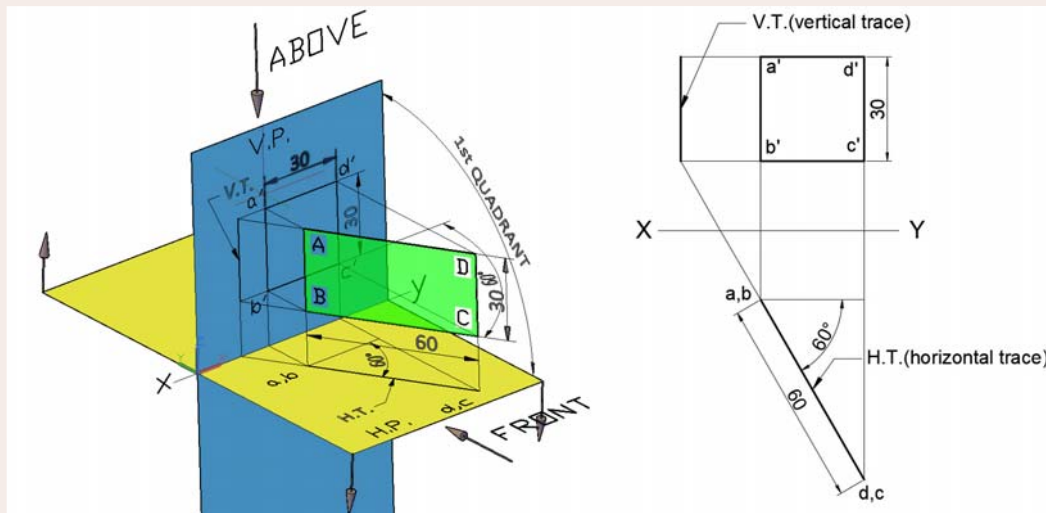 ABOVE
V.P.
30
V.T.
a'
d'
1st QUADRANT
30
A
D
c'
60°
30
b'
B
C
y
60
X
60°
a,b
H.T.
d,c
H.P.
FRONT
V.T.(vertical trace)
a'
d'
30
b'
c'
X
Y
a,b
60°
H.T.(horizontal trace)
60
d,c